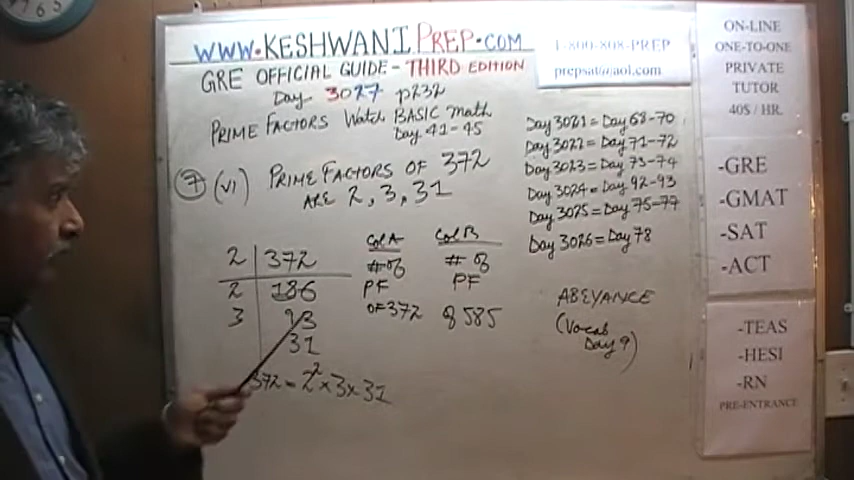 WWW.KESHWANIPREP.COM
GRE OFFICIAL GUIDE - THIRD EDITION
Day 3027 p232
PRIME FACTORS Watch BASIC Math
Day 41-45
7 (VI) PRIME FACTORS OF 372
ARE 2, 3, 31
2 372
2 186
3 93
31
372 = 2² x 3 x 31
Col A
# of
PF
OF 372
Col B
# of
PF
of 585
1-800-808-PREP
prepsat@aol.com
Day 3021 = Day 68-70
Day 3022 = Day 71-72
Day 3023 = Day 73-74
Day 3024 = Day 92-93
Day 3025 = Day 75-77
Day 3026 = Day 78
ABEYANCE
(Vocab
Day 9)
ON-LINE
ONE-TO-ONE
PRIVATE
TUTOR
40$ / HR.
-GRE
-GMAT
-SAT
-ACT
-TEAS
-HESI
-RN
PRE-ENTRANCE